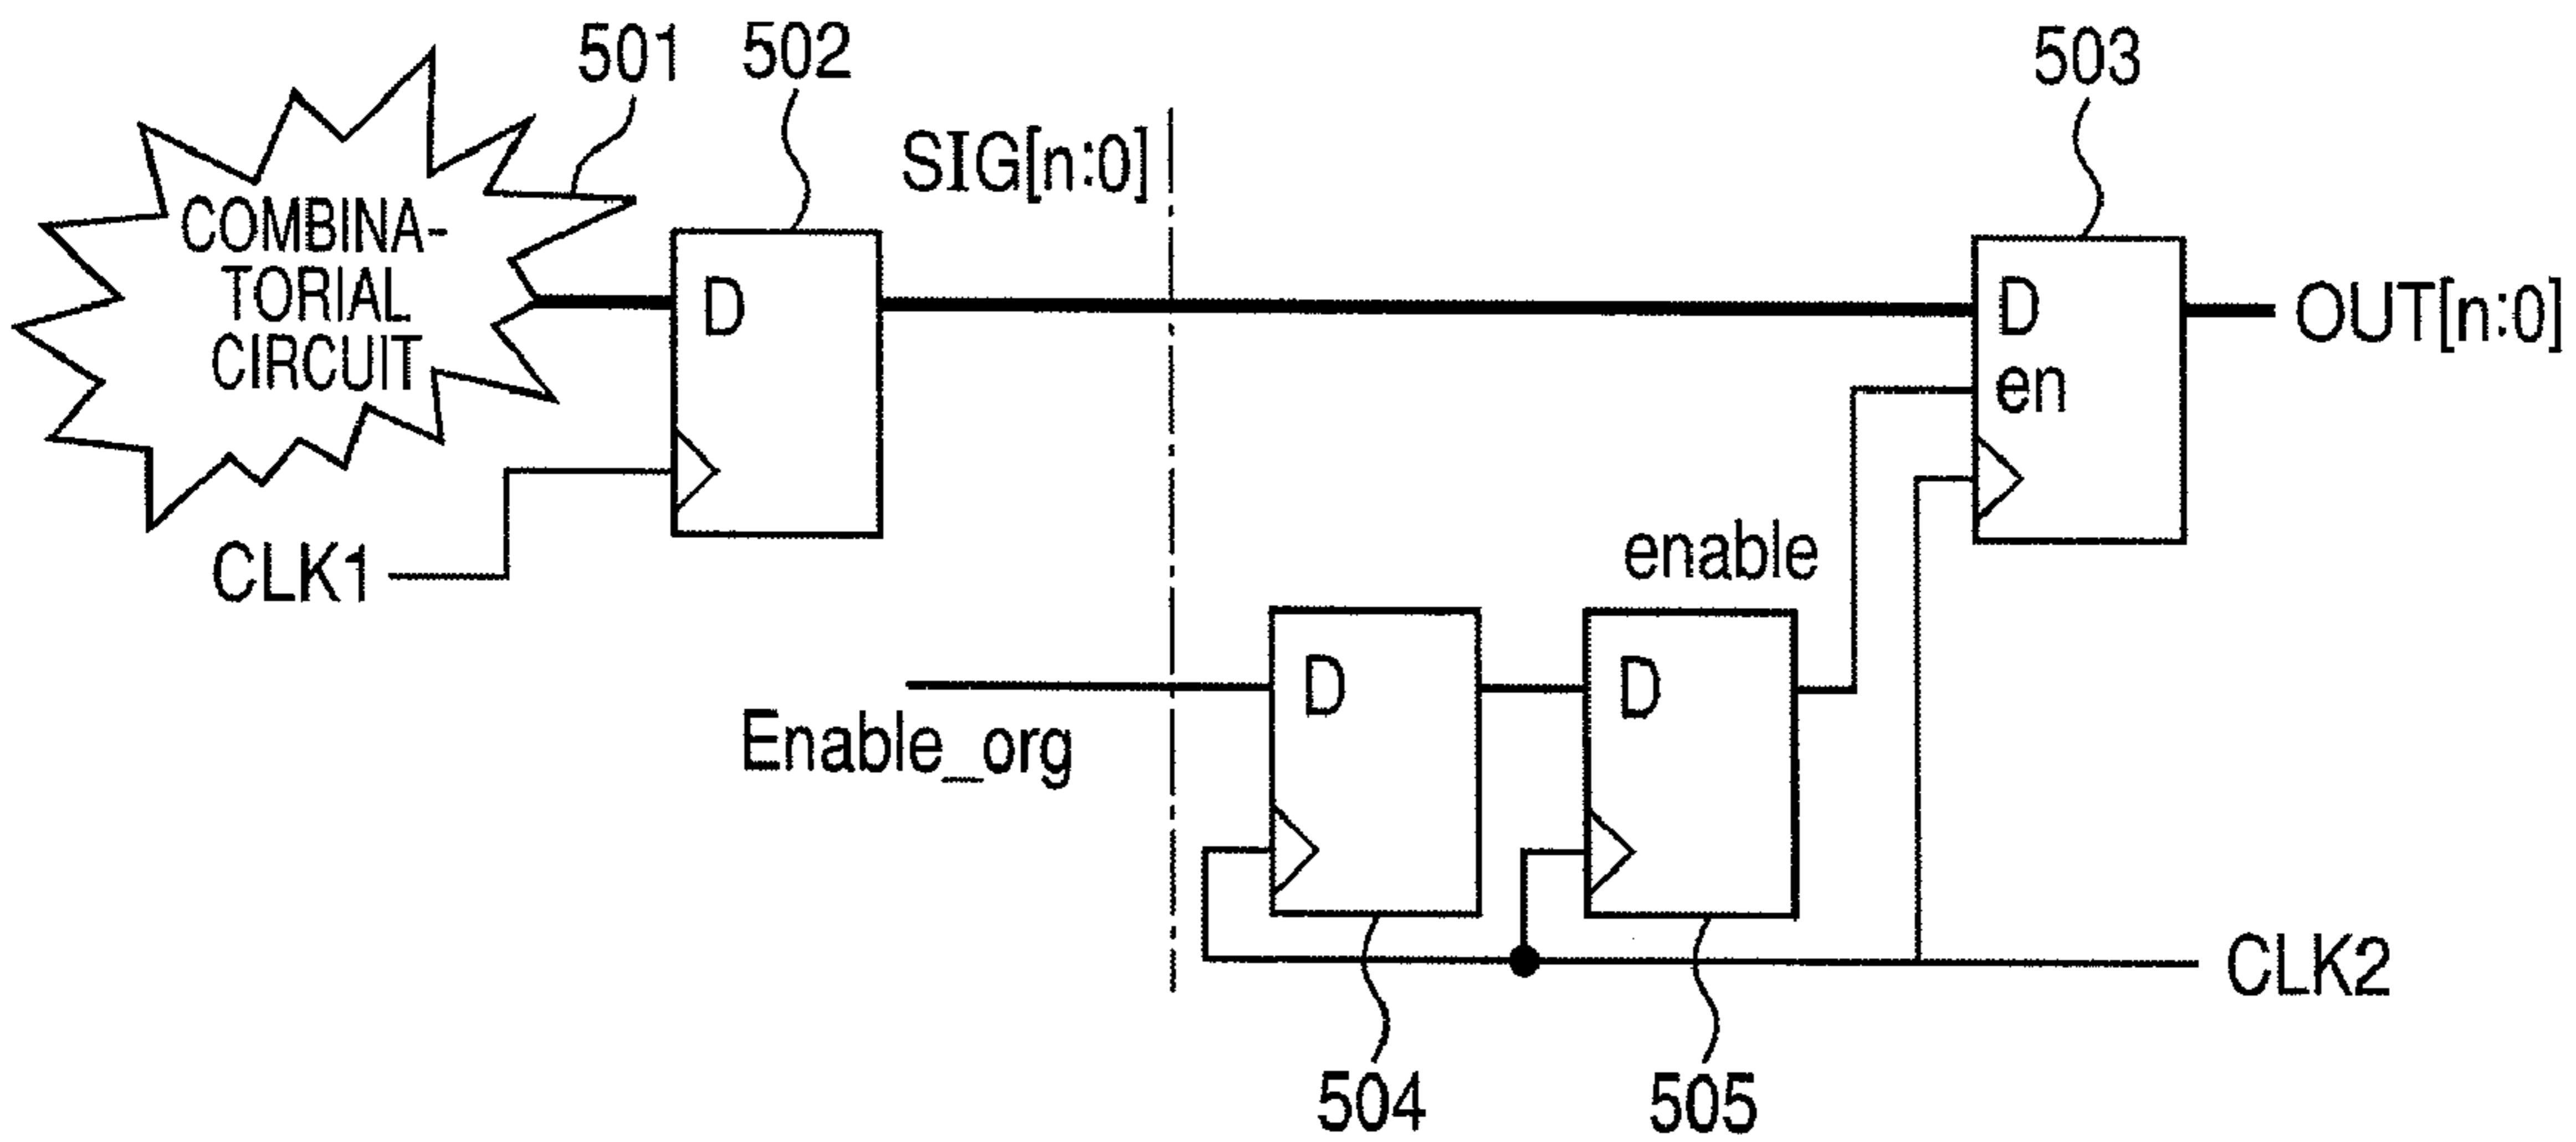 501
502
503
SIG[n:0]
COMBINA-
TORIAL
CIRCUIT
D
D
en
OUT[n:0]
CLK1
enable
D
D
Enable_org
CLK2
504
505